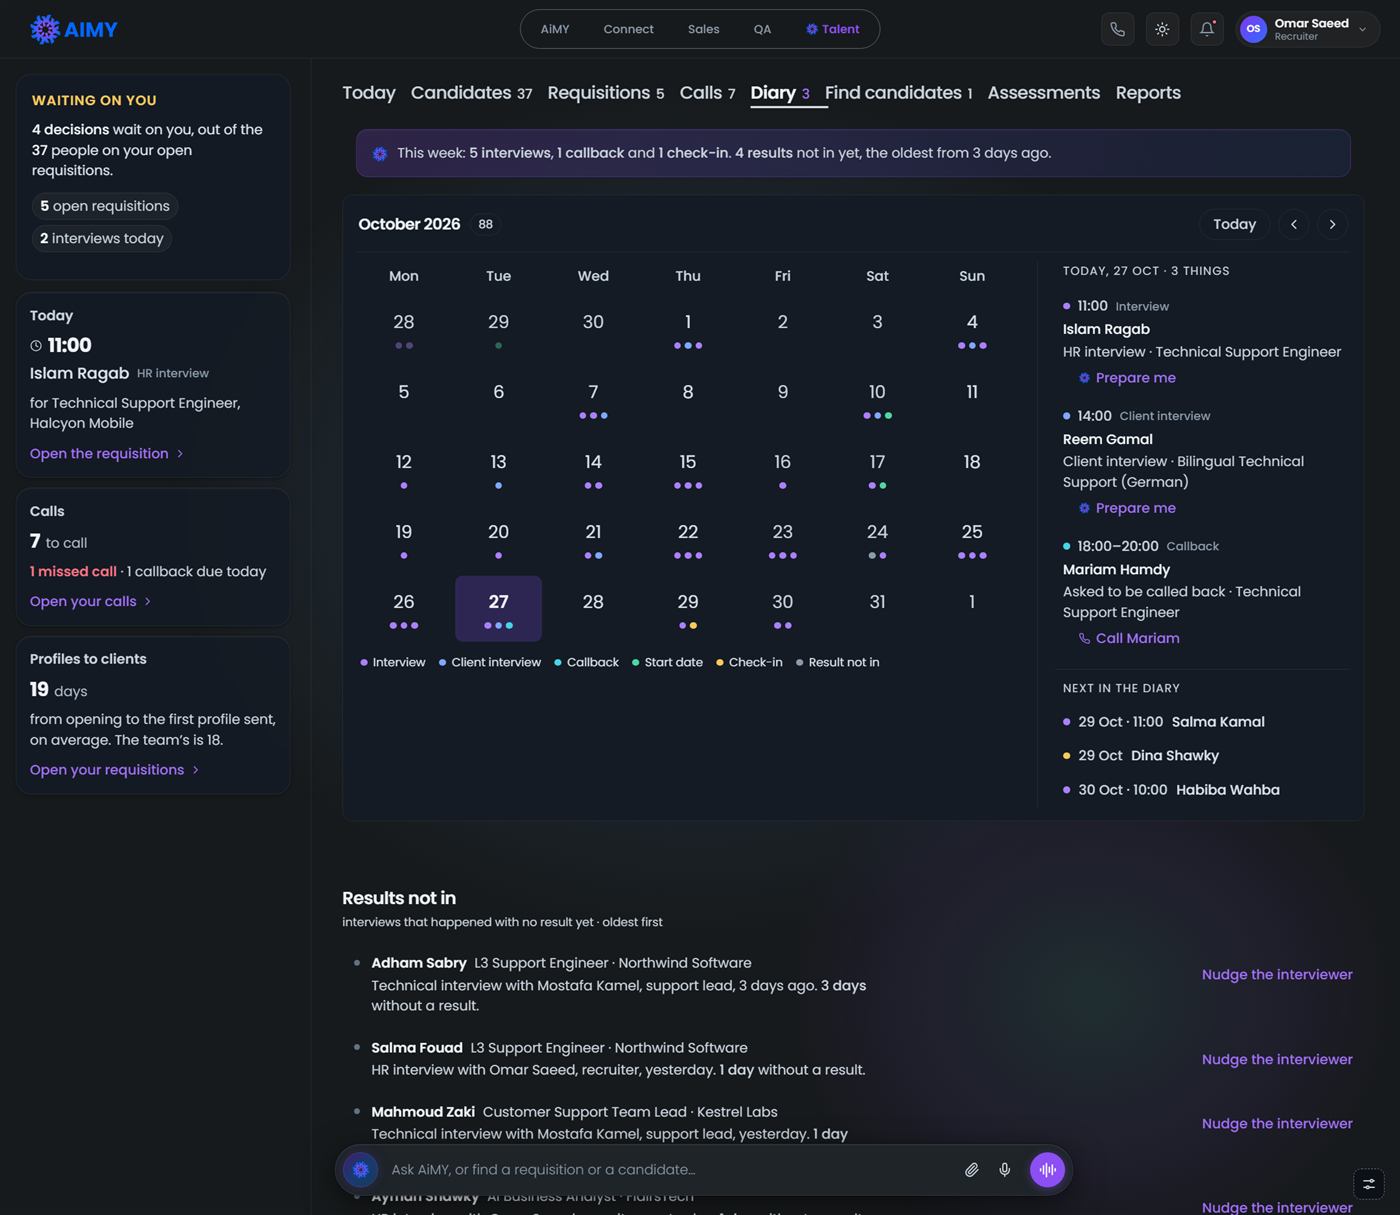 AIMY
AiMY
Connect
Sales
QA
Talent
OS
Omar Saeed
Recruiter
WAITING ON YOU
4 decisions wait on you, out of the
37 people on your open
requisitions.
5 open requisitions
2 interviews today
Today
11:00
Islam Ragab HR interview
for Technical Support Engineer,
Halcyon Mobile
Open the requisition
Calls
7 to call
1 missed call · 1 callback due today
Open your calls
Profiles to clients
19 days
from opening to the first profile sent,
on average. The team's is 18.
Open your requisitions
Today Candidates 37 Requisitions 5 Calls 7 Diary 3 Find candidates 1 Assessments Reports
This week: 5 interviews, 1 callback and 1 check-in. 4 results not in yet, the oldest from 3 days ago.
October 2026 88
Today
Mon Tue Wed Thu Fri Sat Sun
28 29 30 1 2 3 4
5 6 7 8 9 10 11
12 13 14 15 16 17 18
19 20 21 22 23 24 25
26 27 28 29 30 31 1
Interview Client interview Callback Start date Check-in Result not in
TODAY, 27 OCT · 3 THINGS
11:00 Interview
Islam Ragab
HR interview · Technical Support Engineer
Prepare me
14:00 Client interview
Reem Gamal
Client interview · Bilingual Technical
Support (German)
Prepare me
18:00–20:00 Callback
Mariam Hamdy
Asked to be called back · Technical
Support Engineer
Call Mariam
NEXT IN THE DIARY
29 Oct · 11:00 Salma Kamal
29 Oct Dina Shawky
30 Oct · 10:00 Habiba Wahba
Results not in
interviews that happened with no result yet · oldest first
Adham Sabry L3 Support Engineer · Northwind Software
Technical interview with Mostafa Kamel, support lead, 3 days ago. 3 days
without a result.
Nudge the interviewer
Salma Fouad L3 Support Engineer · Northwind Software
HR interview with Omar Saeed, recruiter, yesterday. 1 day without a result.
Nudge the interviewer
Mahmoud Zaki Customer Support Team Lead · Kestrel Labs
Technical interview with Mostafa Kamel, support lead, yesterday. 1 day
Nudge the interviewer
Ask AiMY, or find a requisition or a candidate...
Ayman Shawky AI Business Analyst · FlairsTech
Nudge the interviewer